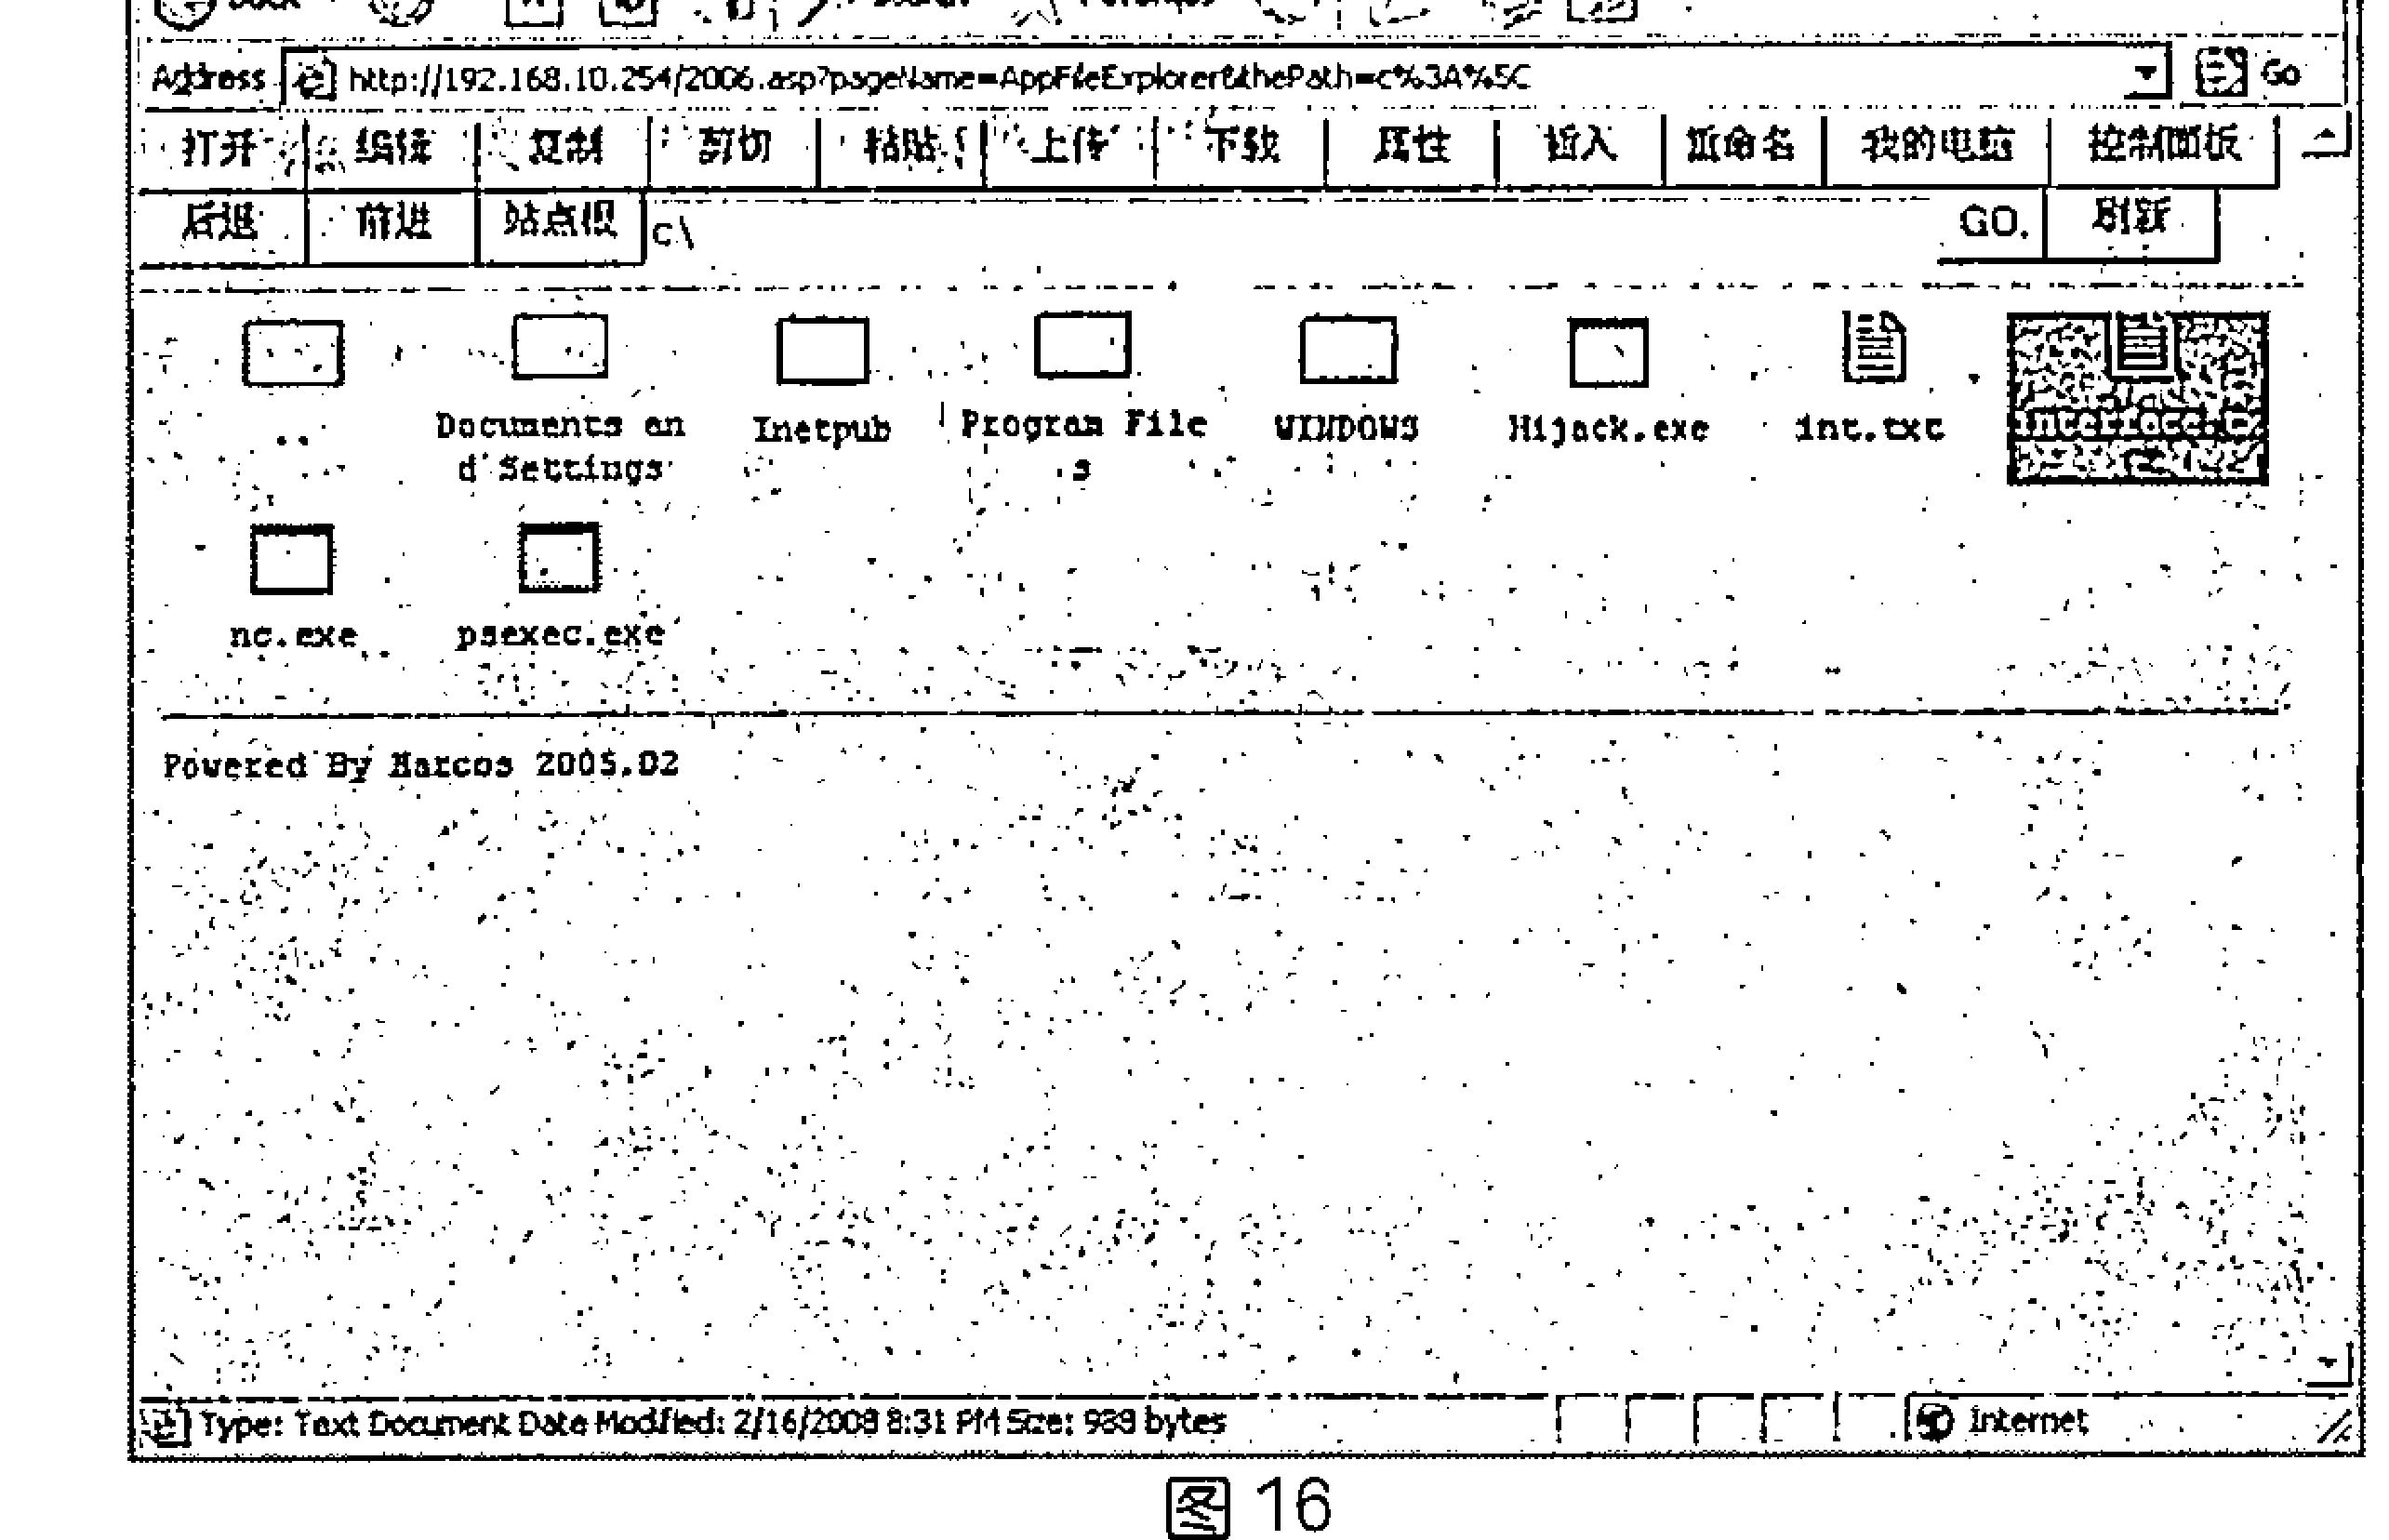 Address http://192.168.10.254/2006.asp?pageName=AppFileExplorer&thePath=c%3A%5C Go
打开 编辑 复制 剪切 粘贴 上传 下载 属性 插入 重命名 我的电脑 控制面板
后退 前进 站点根 c:\ GO. 刷新
.. Documents an Inetpub Program File WINDOWS Hijack.exe int.txt
d Settings s
nc.exe psexec.exe
Powered By Marcos 2005.02
Type: Text Document Date Modified: 2/16/2008 8:31 PM Size: bytes Internet
图 16